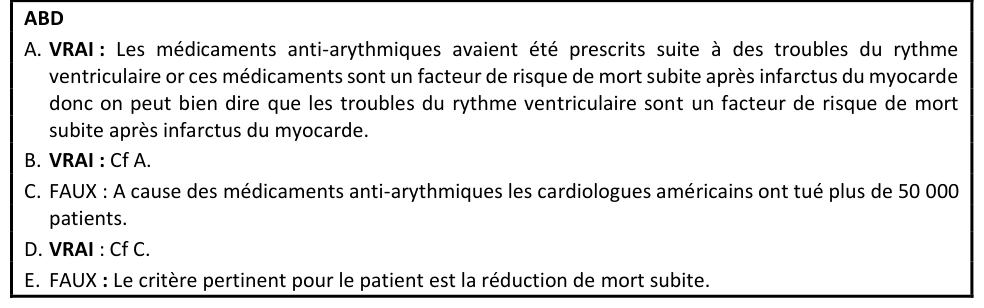 ABD
A. VRAI : Les médicaments anti-arythmiques avaient été prescrits suite à des troubles du rythme
ventriculaire or ces médicaments sont un facteur de risque de mort subite après infarctus du myocarde
donc on peut bien dire que les troubles du rythme ventriculaire sont un facteur de risque de mort
subite après infarctus du myocarde.
B. VRAI : Cf A.
C. FAUX : A cause des médicaments anti-arythmiques les cardiologues américains ont tué plus de 50 000
patients.
D. VRAI : Cf C.
E. FAUX : Le critère pertinent pour le patient est la réduction de mort subite.